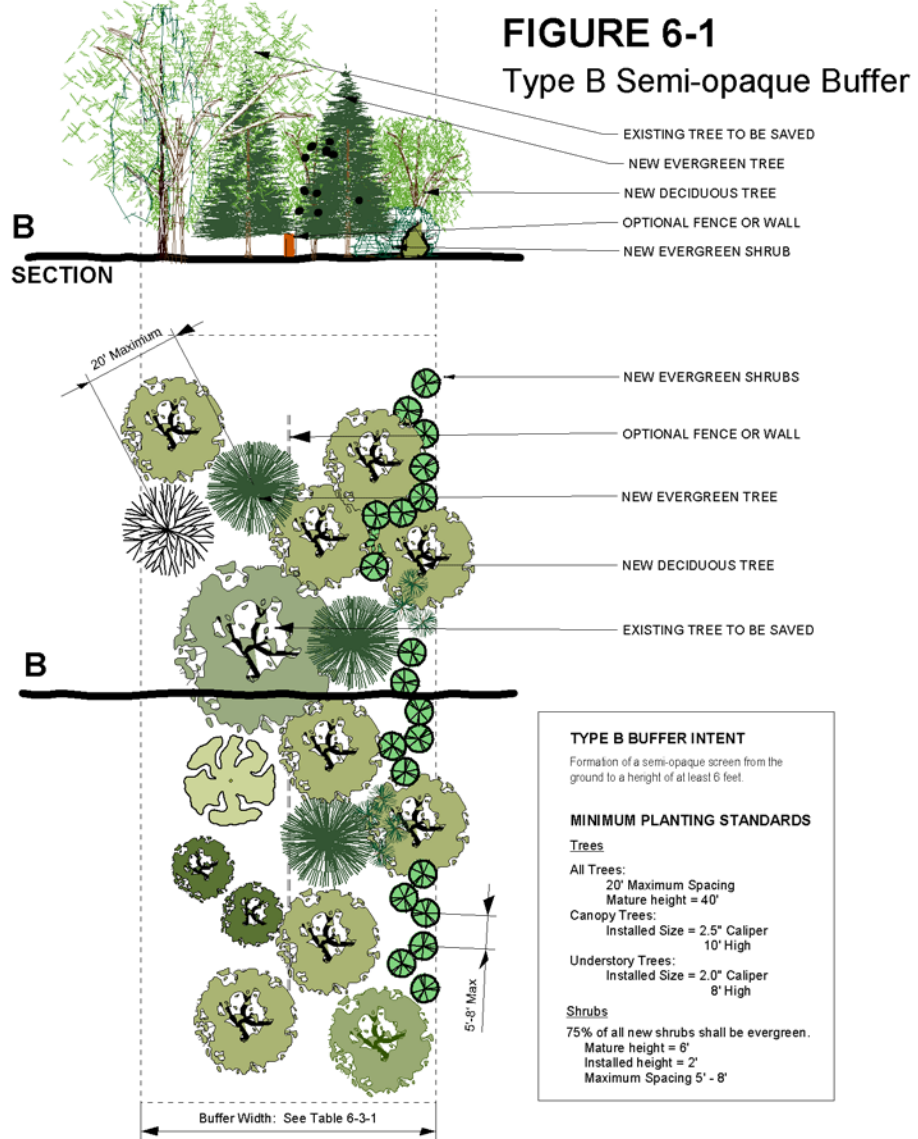 FIGURE 6-1
Type B Semi-opaque Buffer
EXISTING TREE TO BE SAVED
NEW EVERGREEN TREE
NEW DECIDUOUS TREE
OPTIONAL FENCE OR WALL
NEW EVERGREEN SHRUB
B
SECTION
20' Maximum
NEW EVERGREEN SHRUBS
OPTIONAL FENCE OR WALL
NEW EVERGREEN TREE
NEW DECIDUOUS TREE
EXISTING TREE TO BE SAVED
B
TYPE B BUFFER INTENT
Formation of a semi-opaque screen from the
ground to a heright of at least 6 feet.
MINIMUM PLANTING STANDARDS
Trees
All Trees:
20' Maximum Spacing
Mature height = 40'
Canopy Trees:
Installed Size = 2.5" Caliper
10' High
Understory Trees:
Installed Size = 2.0" Caliper
8' High
Shrubs
75% of all new shrubs shall be evergreen.
Mature height = 6'
Installed height = 2'
Maximum Spacing 5' - 8'
5'-8' Max
Buffer Width: See Table 6-3-1